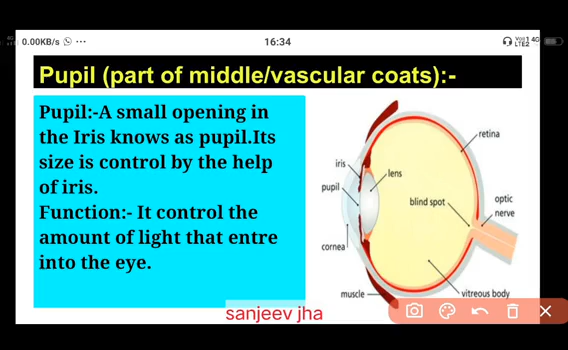 0.00KB/s
16:34
4G
LTE2
Pupil (part of middle/vascular coats):-
Pupil:-A small opening in
the Iris knows as pupil.Its
size is control by the help
of iris.
Function:- It control the
amount of light that entre
into the eye.
retina
iris
lens
pupil
blind spot
optic
nerve
cornea
muscle
vitreous body
sanjeev jha